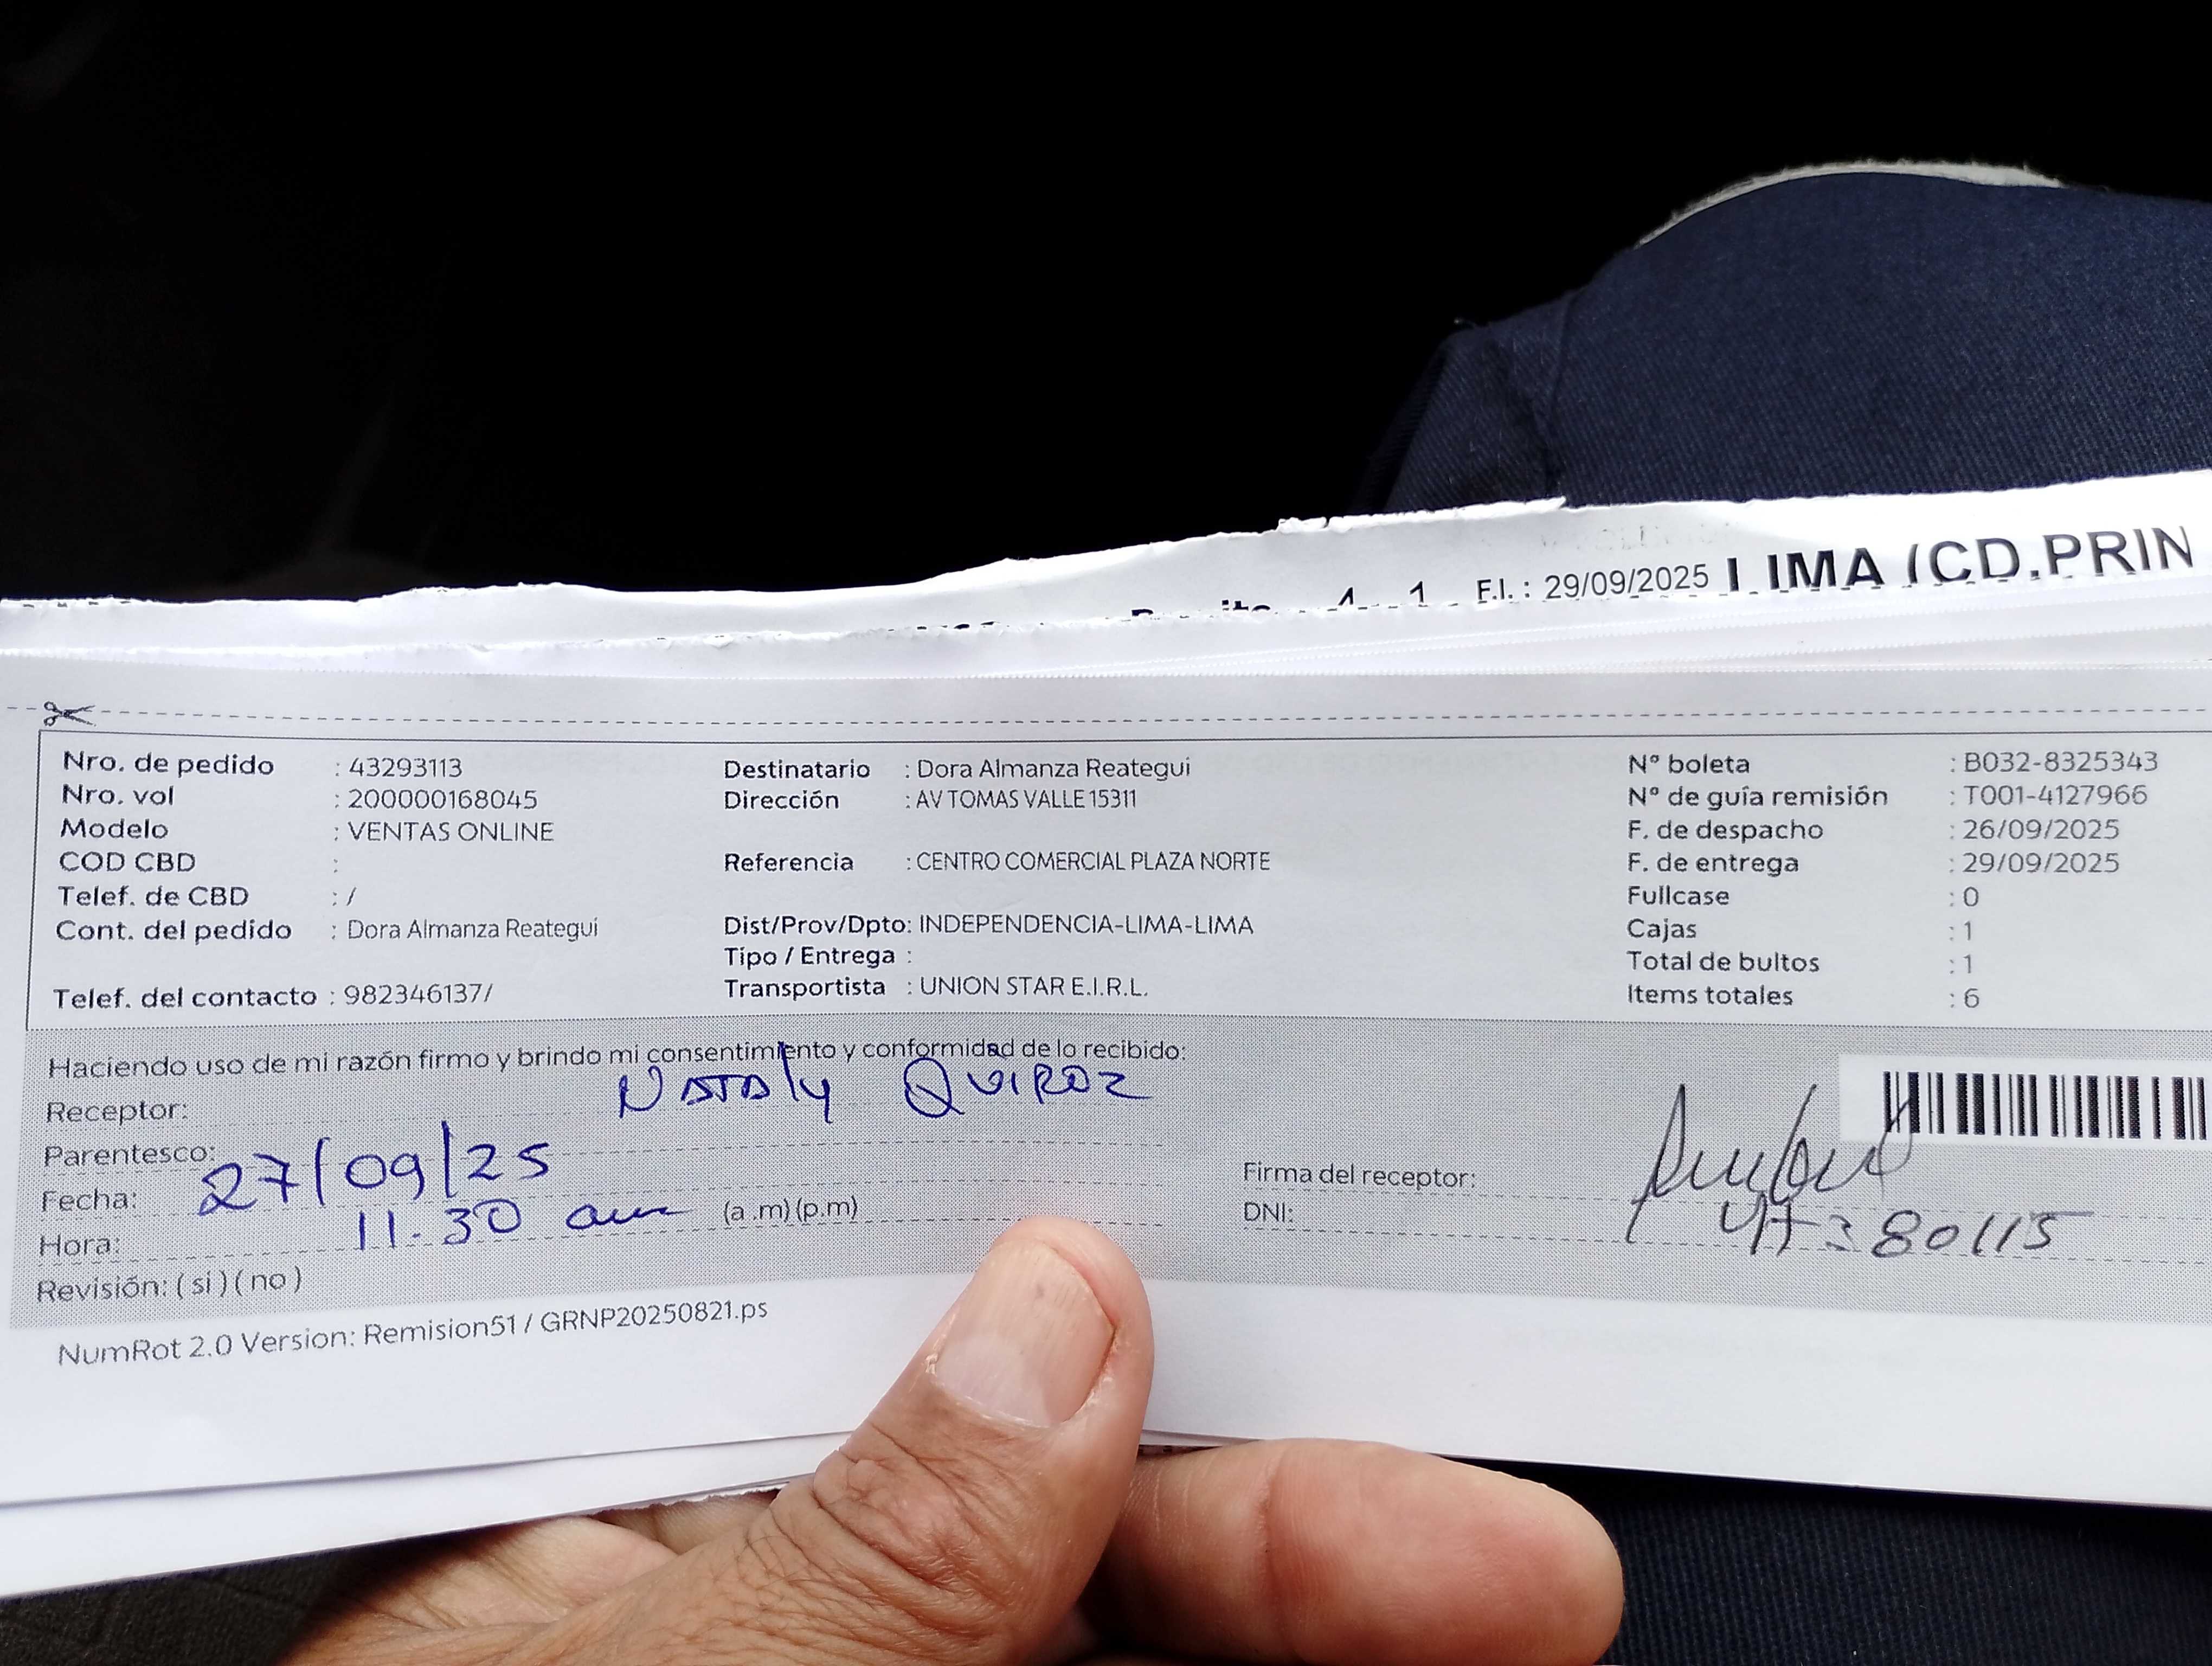 F.I. : 29/09/2025 LIMA (CD.PRIN
Nro. de pedido : 43293113
Nro. vol : 200000168045
Modelo : VENTAS ONLINE
COD CBD :
Telef. de CBD : /
Cont. del pedido : Dora Almanza Reategui
Telef. del contacto : 982346137/
Destinatario : Dora Almanza Reategui
Dirección : AV TOMAS VALLE 15311
Referencia : CENTRO COMERCIAL PLAZA NORTE
Dist/Prov/Dpto: INDEPENDENCIA-LIMA-LIMA
Tipo / Entrega :
Transportista : UNION STAR E.I.R.L.
Nº boleta : B032-8325343
Nº de guía remisión : T001-4127966
F. de despacho : 26/09/2025
F. de entrega : 29/09/2025
Fullcase : 0
Cajas : 1
Total de bultos : 1
Items totales : 6
Haciendo uso de mi razón firmo y brindo mi consentimiento y conformidad de lo recibido:
Receptor: Nataly Quiroz
Parentesco:
Fecha: 27/09/25
Hora: 11.30 am (a .m) (p.m)
Revisión: ( si ) ( no )
Firma del receptor:
DNI:
NumRot 2.0 Version: Remision51 / GRNP20250821.ps